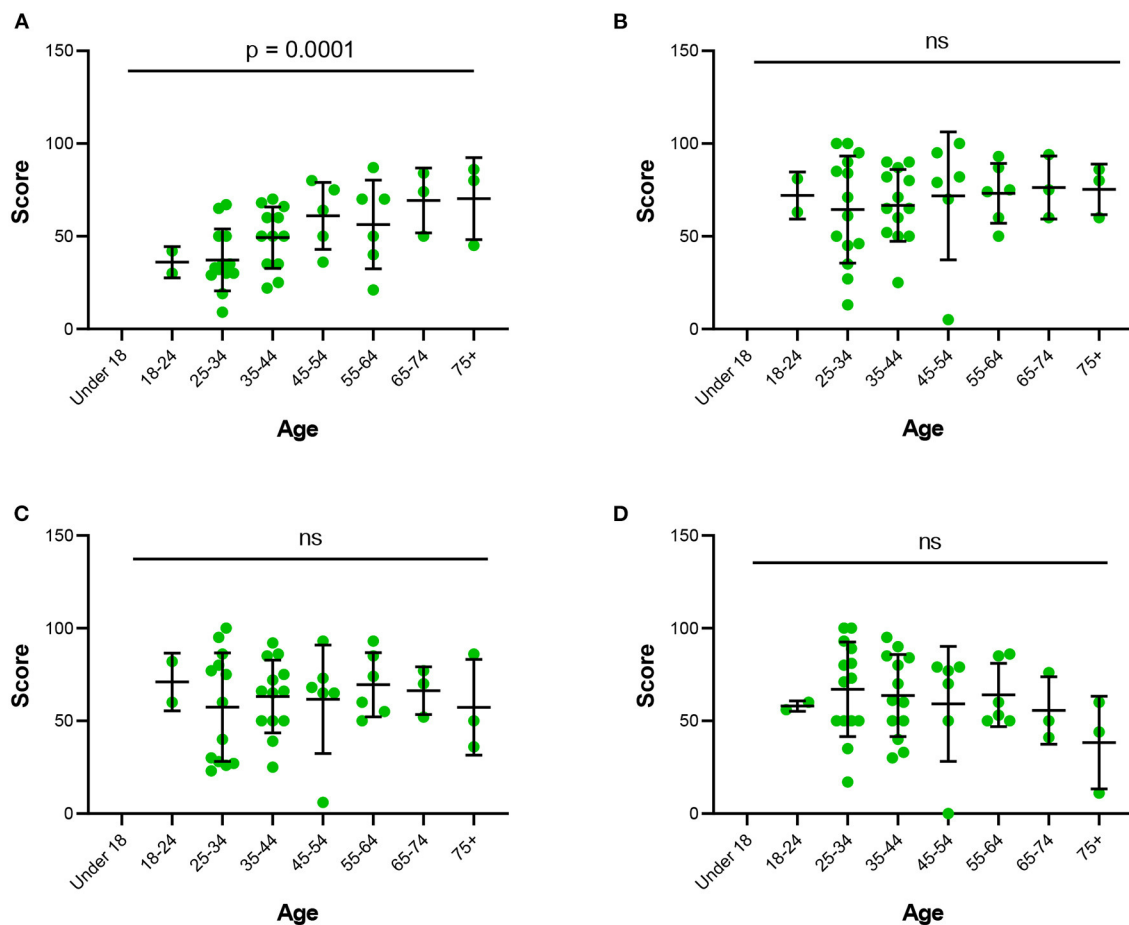 A
p = 0.0001
150
100
50
0
Score
Under 18
18-24
25-34
35-44
45-54
55-64
65-74
75+
Age
B
ns
150
100
50
0
Score
Under 18
18-24
25-34
35-44
45-54
55-64
65-74
75+
Age
C
ns
150
100
50
0
Score
Under 18
18-24
25-34
35-44
45-54
55-64
65-74
75+
Age
D
ns
150
100
50
0
Score
Under 18
18-24
25-34
35-44
45-54
55-64
65-74
75+
Age